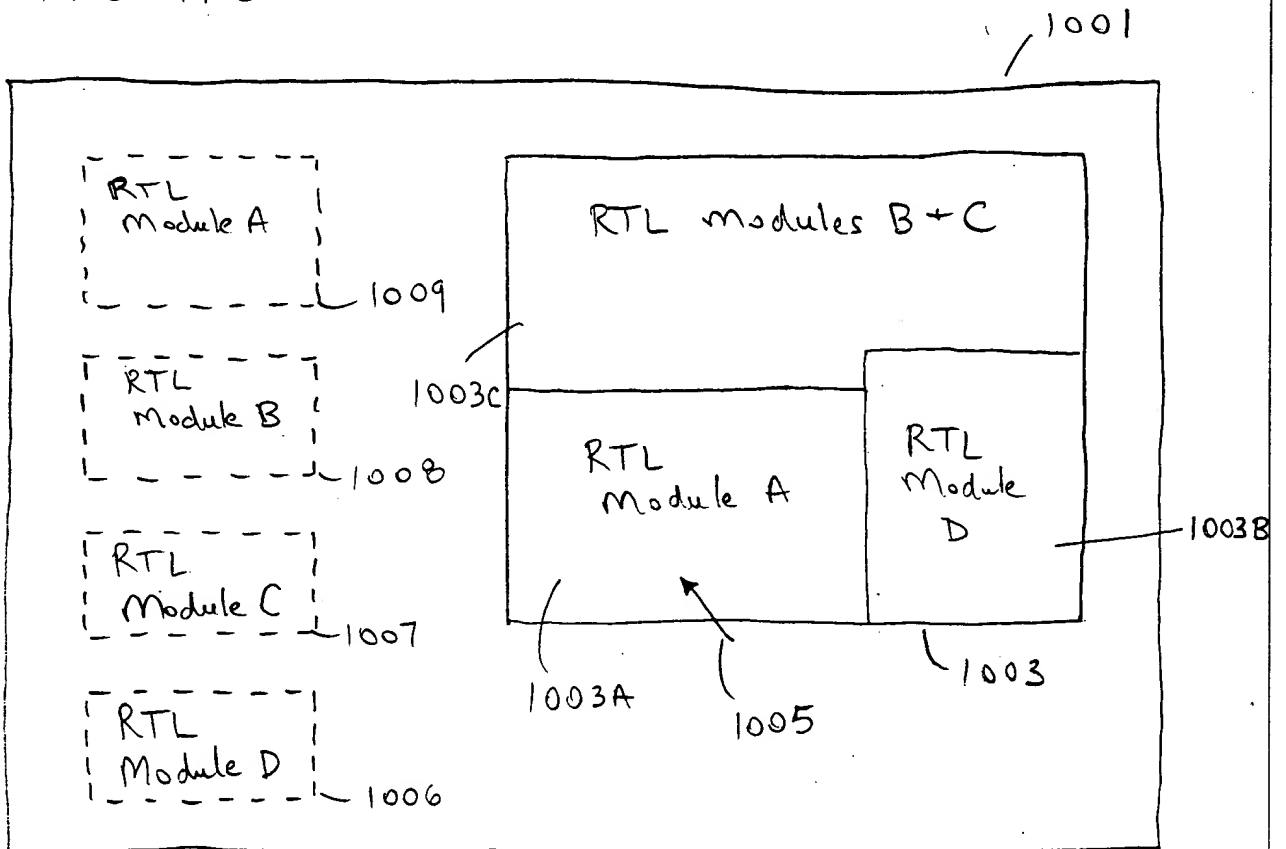 1001
RTL
Module A
1009
RTL modules B + C
RTL
Module B
1008
1003C
RTL
Module A
RTL
Module
D
1003B
RTL
Module C
1007
1003A
1005
1003
RTL
Module D
1006